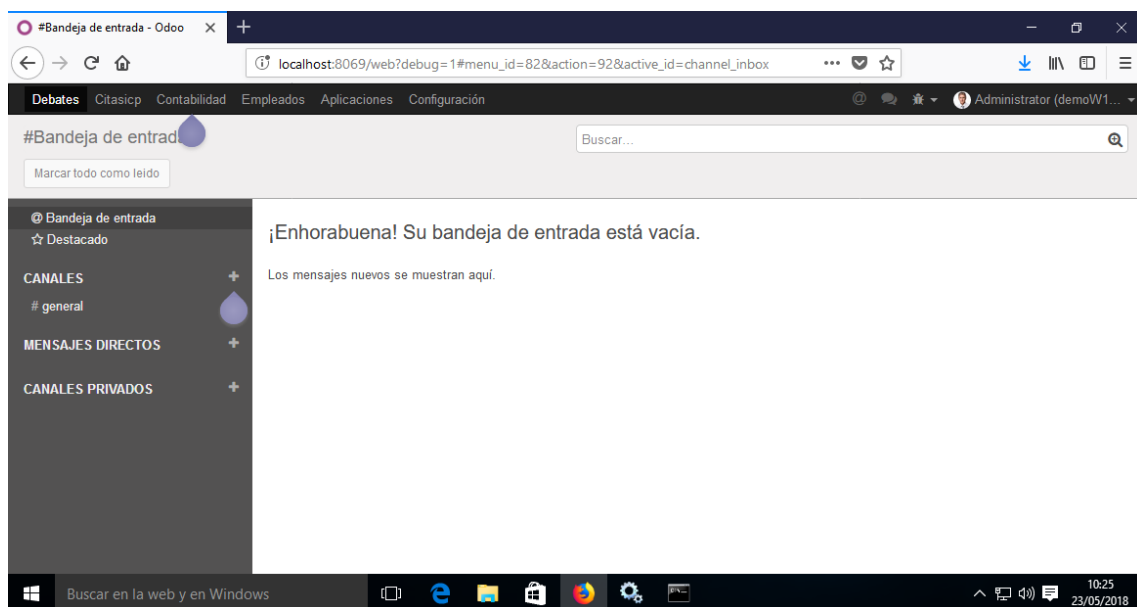 #Bandeja de entrada - Odoo
localhost:8069/web?debug=1#menu_id=82&action=92&active_id=channel_inbox
Debates Citasicp Contabilidad Empleados Aplicaciones Configuración @ Administrator (demoW1...
#Bandeja de entrad
Buscar...
Marcar todo como leido
@ Bandeja de entrada
Destacado
CANALES +
# general
MENSAJES DIRECTOS +
CANALES PRIVADOS +
¡Enhorabuena! Su bandeja de entrada está vacía.
Los mensajes nuevos se muestran aquí.
Buscar en la web y en Windows
10:25
23/05/2018